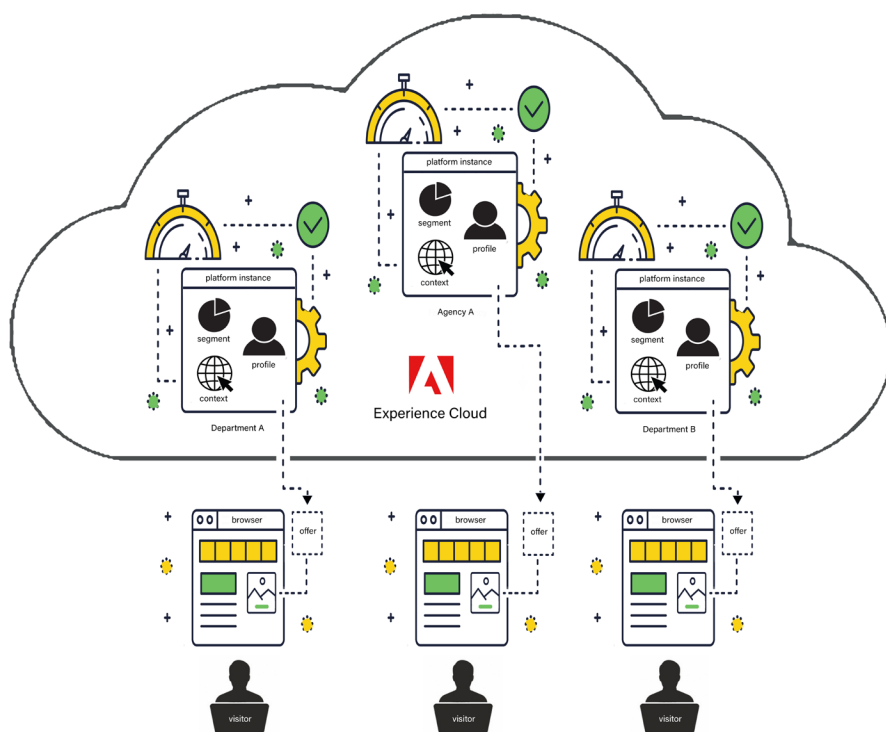 platform instance
segment
profile
context
Agency A
platform instance
segment
profile
context
Department A
platform instance
segment
profile
context
Department B
Experience Cloud
browser
offer
browser
offer
browser
offer
visitor
visitor
visitor